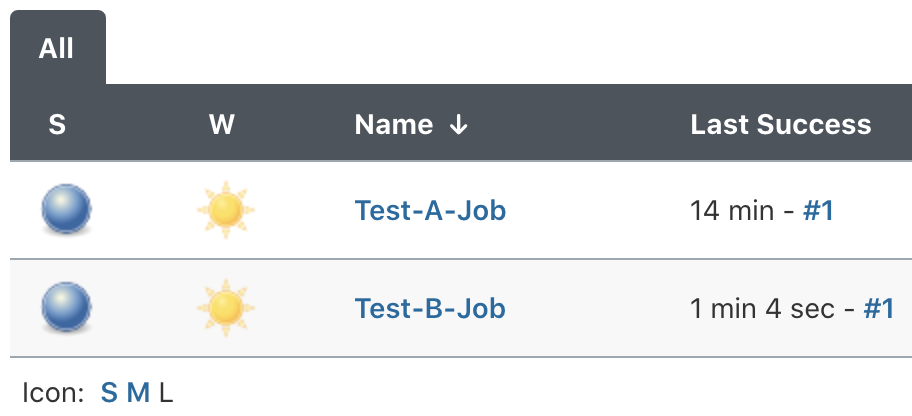 All
S W Name ↓ Last Success
Test-A-Job 14 min - #1
Test-B-Job 1 min 4 sec - #1
Icon: S M L